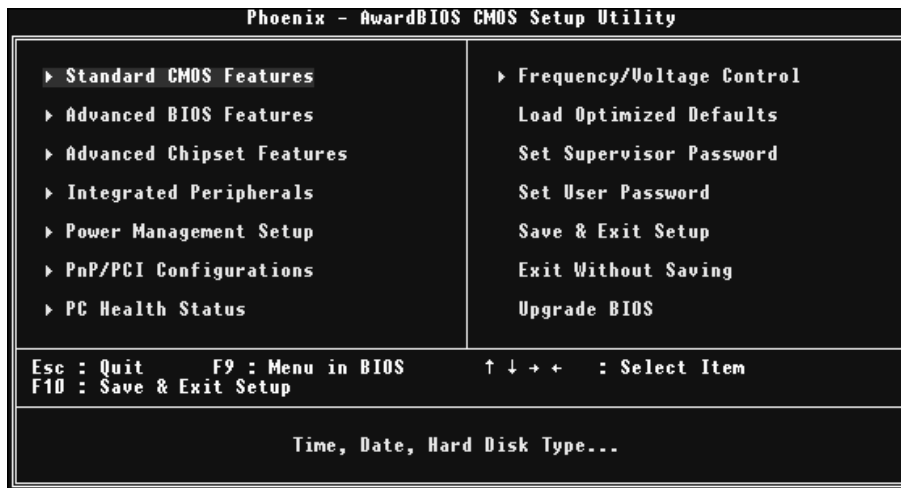 Phoenix - AwardBIOS CMOS Setup Utility
▸ Standard CMOS Features
▸ Advanced BIOS Features
▸ Advanced Chipset Features
▸ Integrated Peripherals
▸ Power Management Setup
▸ PnP/PCI Configurations
▸ PC Health Status
▸ Frequency/Voltage Control
Load Optimized Defaults
Set Supervisor Password
Set User Password
Save & Exit Setup
Exit Without Saving
Upgrade BIOS
Esc : Quit F9 : Menu in BIOS ↑ ↓ → ← : Select Item
F10 : Save & Exit Setup
Time, Date, Hard Disk Type...